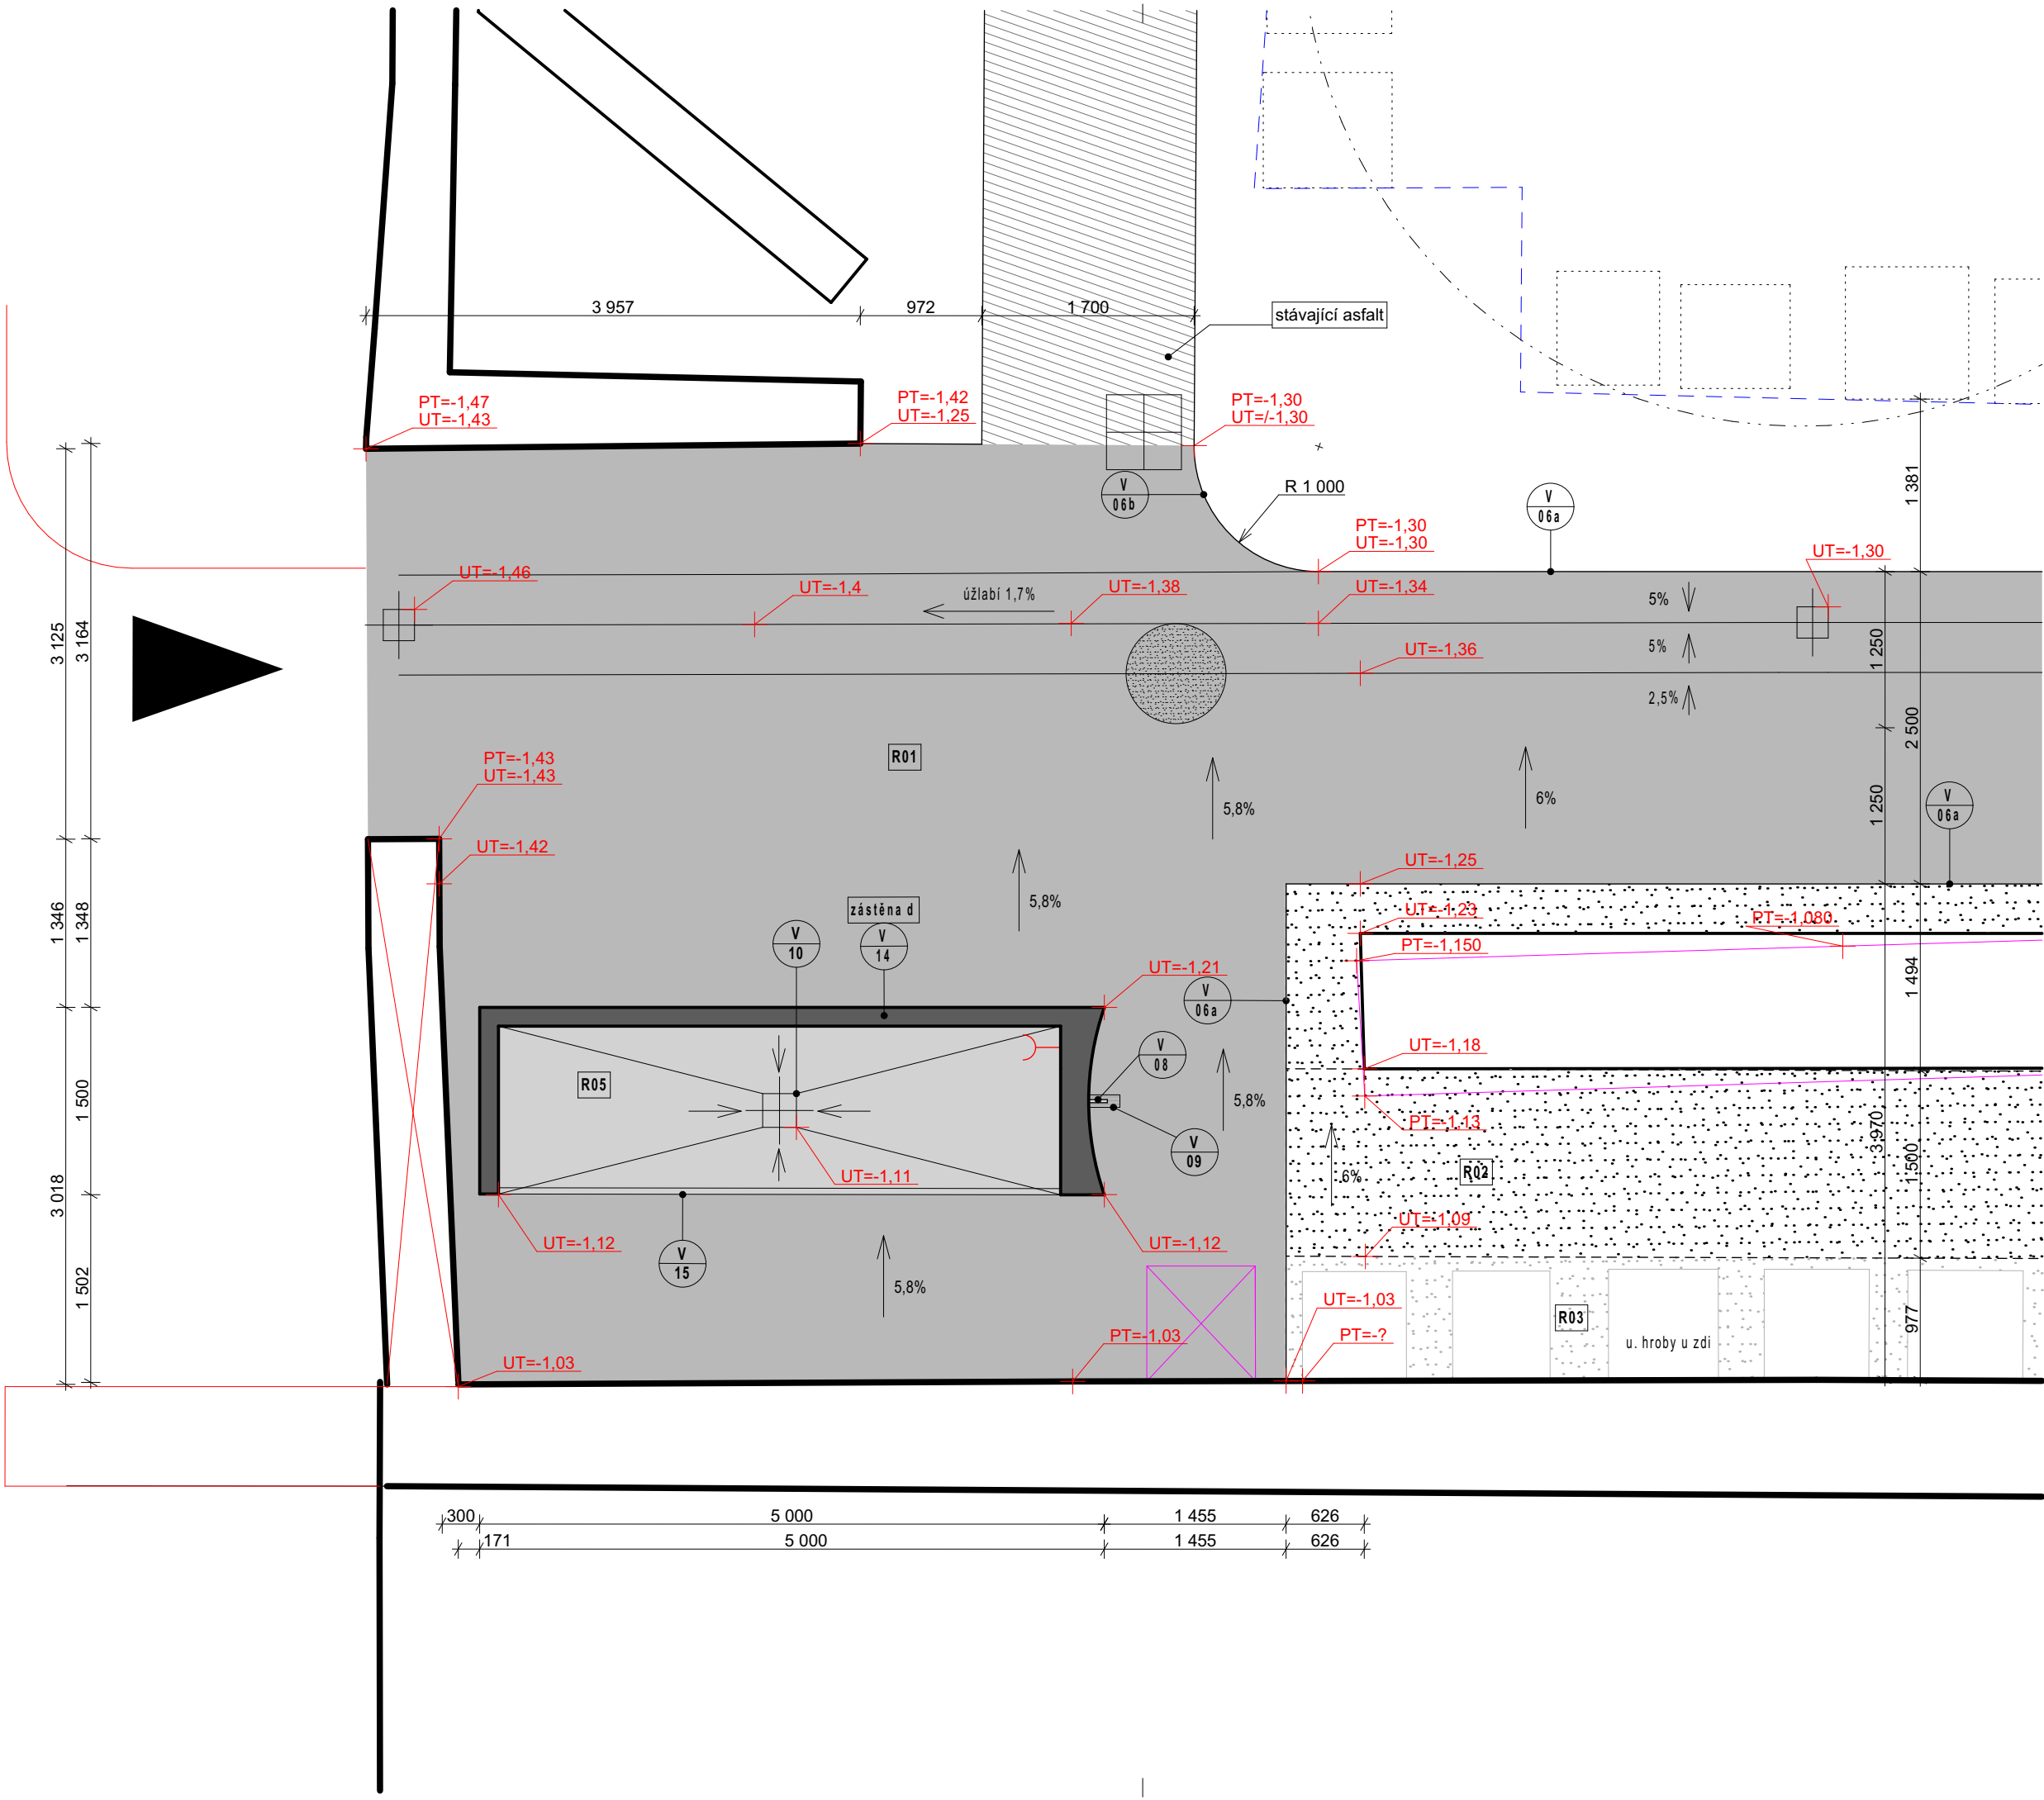 3 957
972
1 700
stávající asfalt
PT=-1,47
UT=-1,43
PT=-1,42
UT=-1,25
PT=-1,30
UT=/-1,30
V
06b
R 1 000
V
06a
1 381
PT=-1,30
UT=-1,30
UT=-1,30
UT=-1,46
UT=-1,4
úžlabí 1,7%
UT=-1,38
UT=-1,34
5%
5%
2,5%
UT=-1,36
3 125
3 164
1 250
2 500
1 250
R01
PT=-1,43
UT=-1,43
5,8%
6%
V
06a
UT=-1,42
UT=-1,25
5,8%
zástěna d
V
10
V
14
UT=-1,23
PT=-1,080
PT=-1,150
1 346
1 348
1 494
UT=-1,21
V
06a
V
08
UT=-1,18
R05
5,8%
1 500
PT=-1,13
3 970
V
09
UT=-1,11
6%
R02
1 500
3 018
UT=-1,09
UT=-1,12
UT=-1,12
V
15
5,8%
1 502
UT=-1,03
R03
977
PT=-1,03
PT=-?
u. hroby u zdi
UT=-1,03
300
5 000
1 455
626
171
5 000
1 455
626